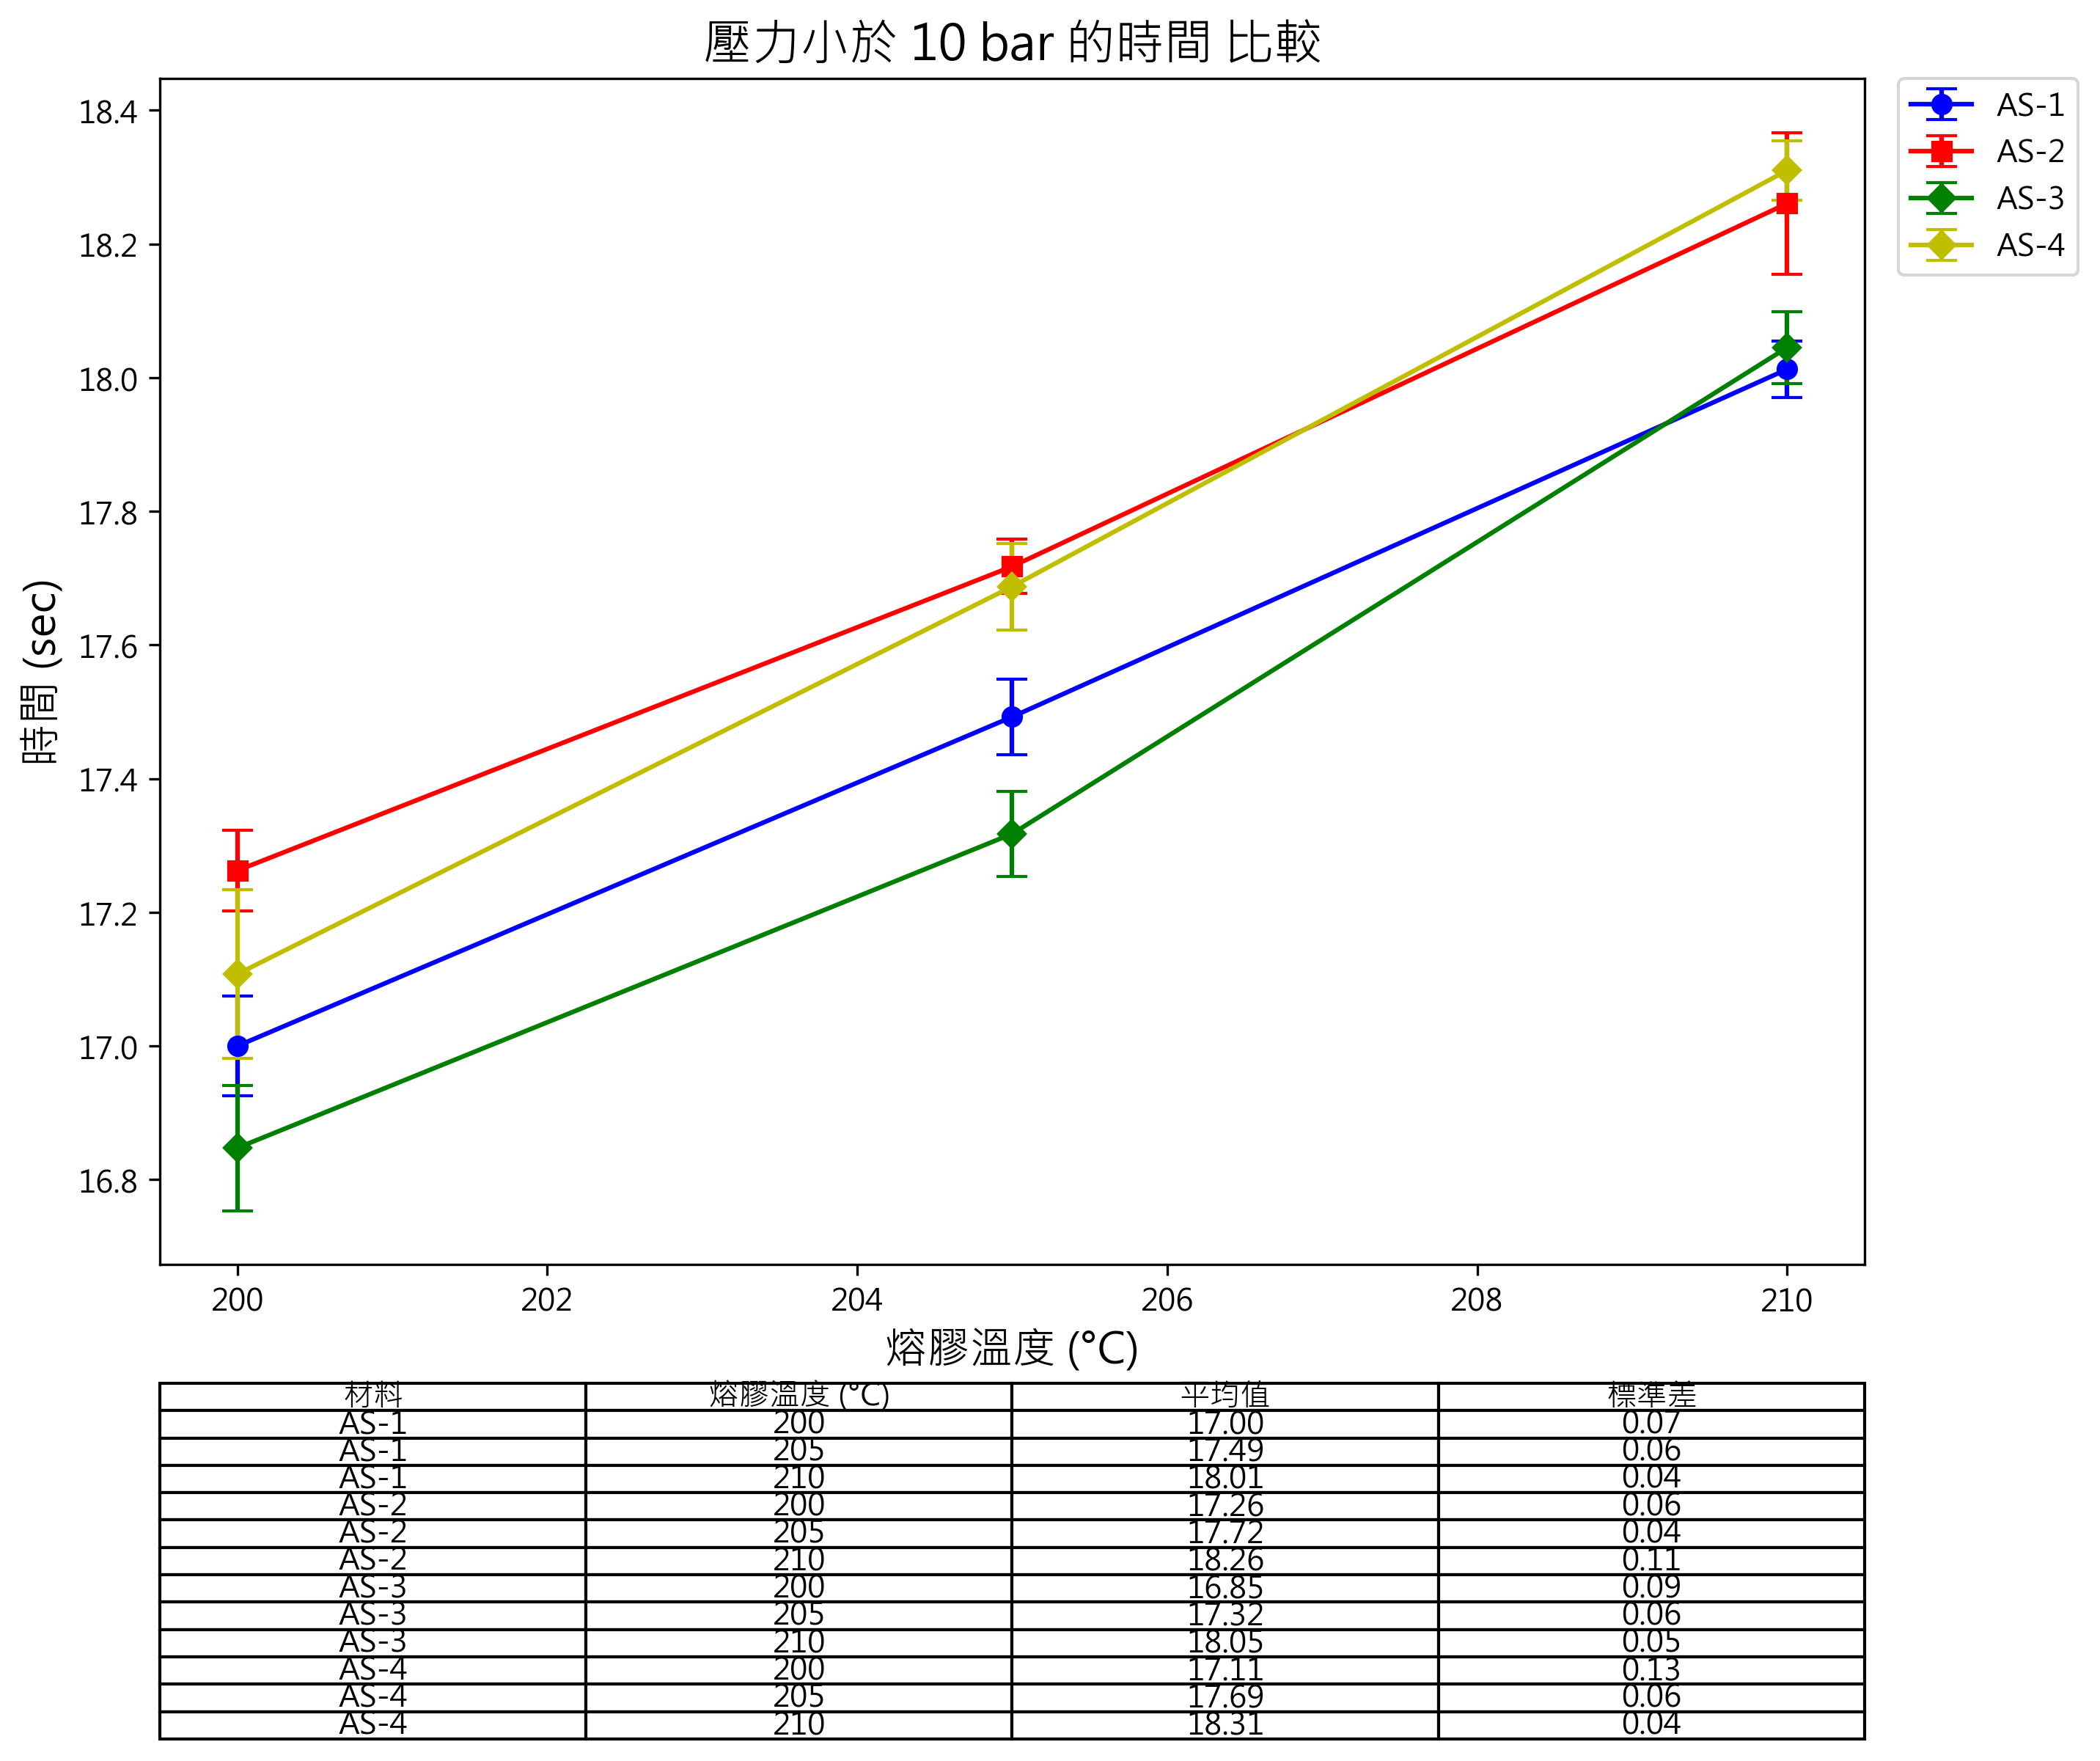 壓力小於 10 bar 的時間 比較
18.4
18.2
18.0
17.8
17.6
17.4
17.2
17.0
16.8
時間 (sec)
AS-1
AS-2
AS-3
AS-4
200 202 204 206 208 210
熔膠溫度 (°C)
材料 熔膠溫度 (°C) 平均值 標準差
AS-1 200 17.00 0.07
AS-1 205 17.49 0.06
AS-1 210 18.01 0.04
AS-2 200 17.26 0.06
AS-2 205 17.72 0.04
AS-2 210 18.26 0.11
AS-3 200 16.85 0.09
AS-3 205 17.32 0.06
AS-3 210 18.05 0.05
AS-4 200 17.11 0.13
AS-4 205 17.69 0.06
AS-4 210 18.31 0.04